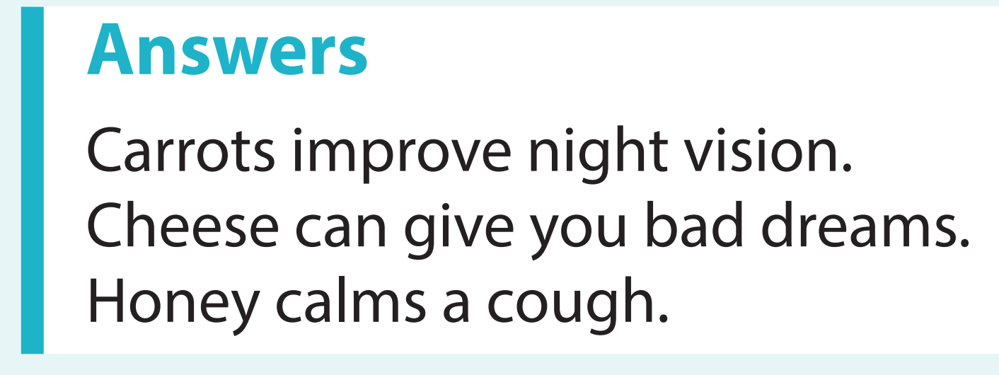 Answers
Carrots improve night vision.
Cheese can give you bad dreams.
Honey calms a cough.